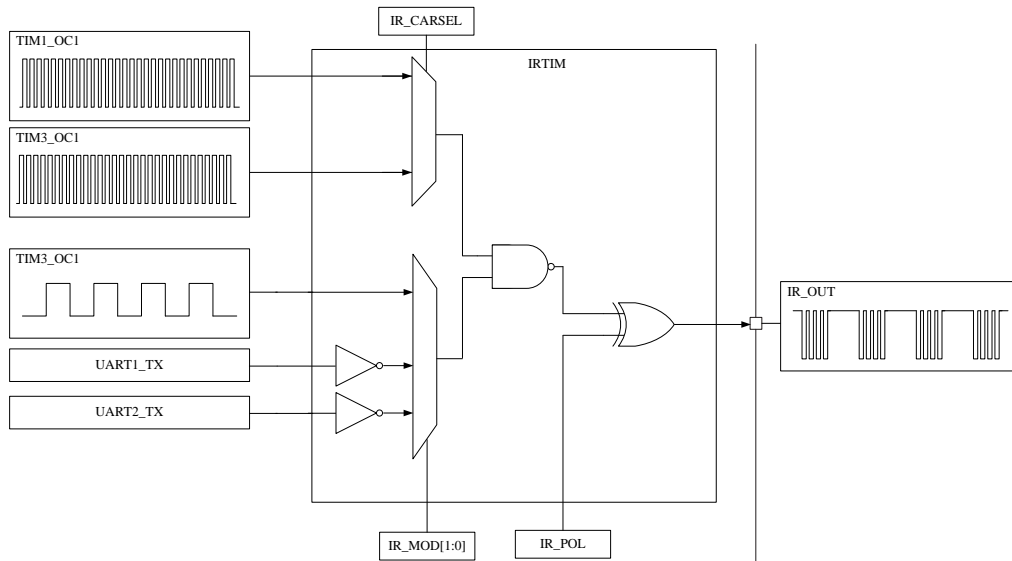 IR_CARSEL
TIM1_OC1
IRTIM
TIM3_OC1
TIM3_OC1
IR_OUT
UART1_TX
UART2_TX
IR_MOD[1:0]
IR_POL